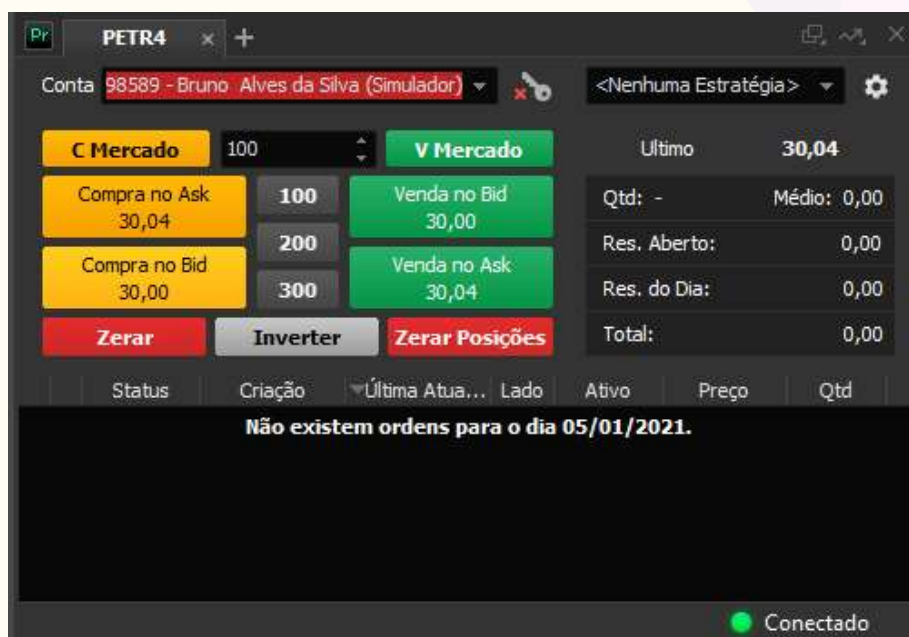 Pr PETR4 × +
Conta 98589 - Bruno Alves da Silva (Simulador) <Nenhuma Estratégia>
C Mercado 100 V Mercado Ultimo 30,04
Compra no Ask 100 Venda no Bid Qtd: - Médio: 0,00
30,04 30,00
200 Res. Aberto: 0,00
Compra no Bid Venda no Ask
30,00 300 30,04 Res. do Dia: 0,00
Zerar Inverter Zerar Posições Total: 0,00
Status Criação Última Atua... Lado Ativo Preço Qtd
Não existem ordens para o dia 05/01/2021.
Conectado